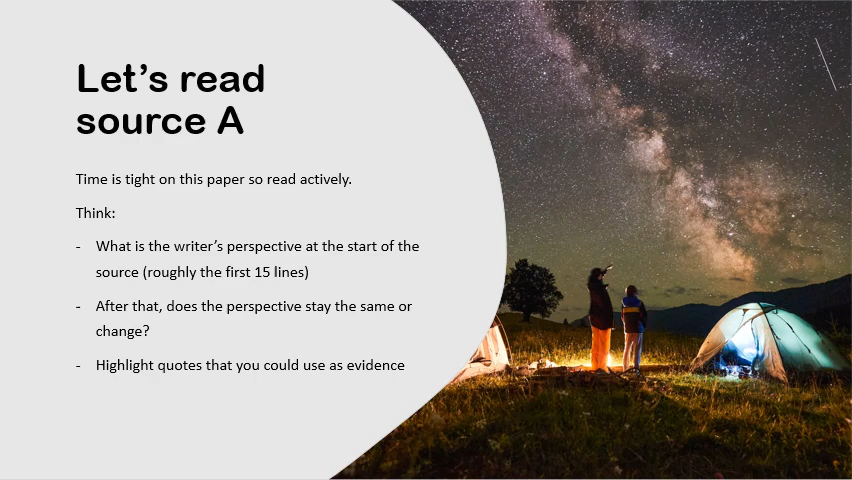 Let’s read
source A
Time is tight on this paper so read actively.
Think:
- What is the writer’s perspective at the start of the
source (roughly the first 15 lines)
- After that, does the perspective stay the same or
change?
- Highlight quotes that you could use as evidence